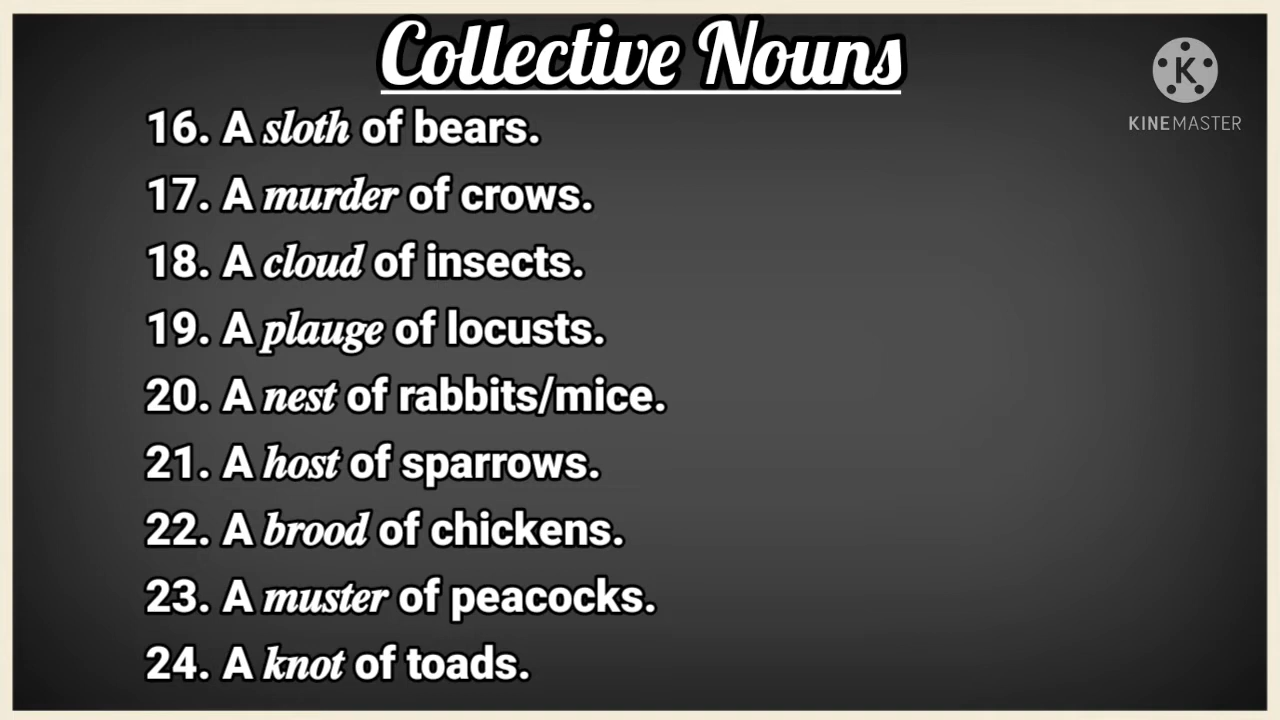 Collective Nouns
K
KINEMASTER
16. A sloth of bears.
17. A murder of crows.
18. A cloud of insects.
19. A plauge of locusts.
20. A nest of rabbits/mice.
21. A host of sparrows.
22. A brood of chickens.
23. A muster of peacocks.
24. A knot of toads.